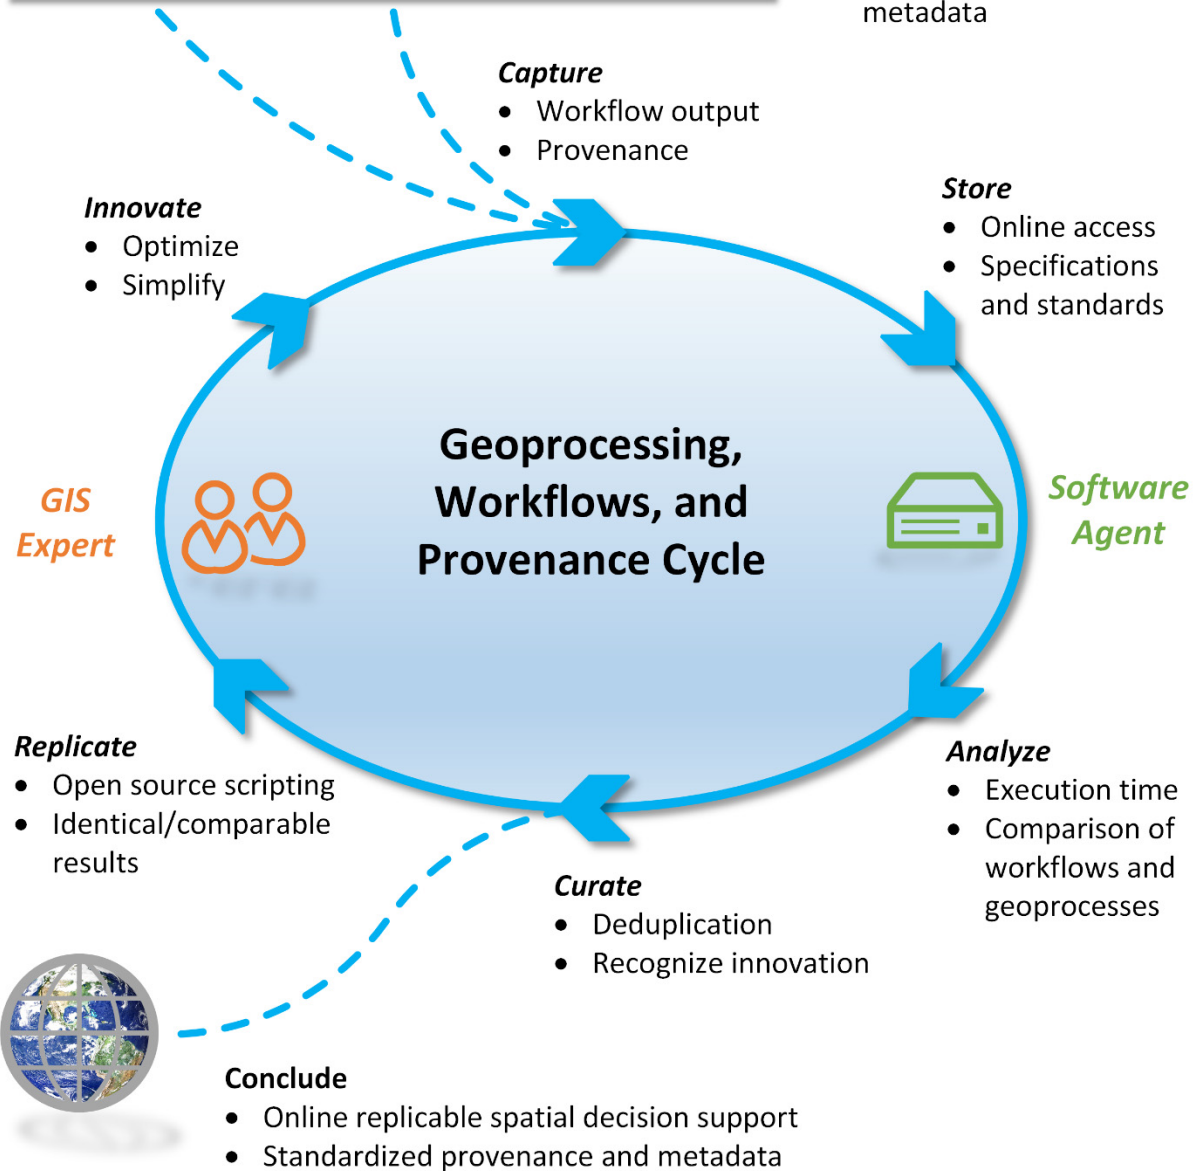 metadata
Capture
• Workflow output
• Provenance
Innovate
• Optimize
• Simplify
Store
• Online access
• Specifications
and standards
Geoprocessing,
Workflows, and
Provenance Cycle
GIS
Expert
Software
Agent
Replicate
• Open source scripting
• Identical/comparable
results
Analyze
• Execution time
• Comparison of
workflows and
geoprocesses
Curate
• Deduplication
• Recognize innovation
Conclude
• Online replicable spatial decision support
• Standardized provenance and metadata